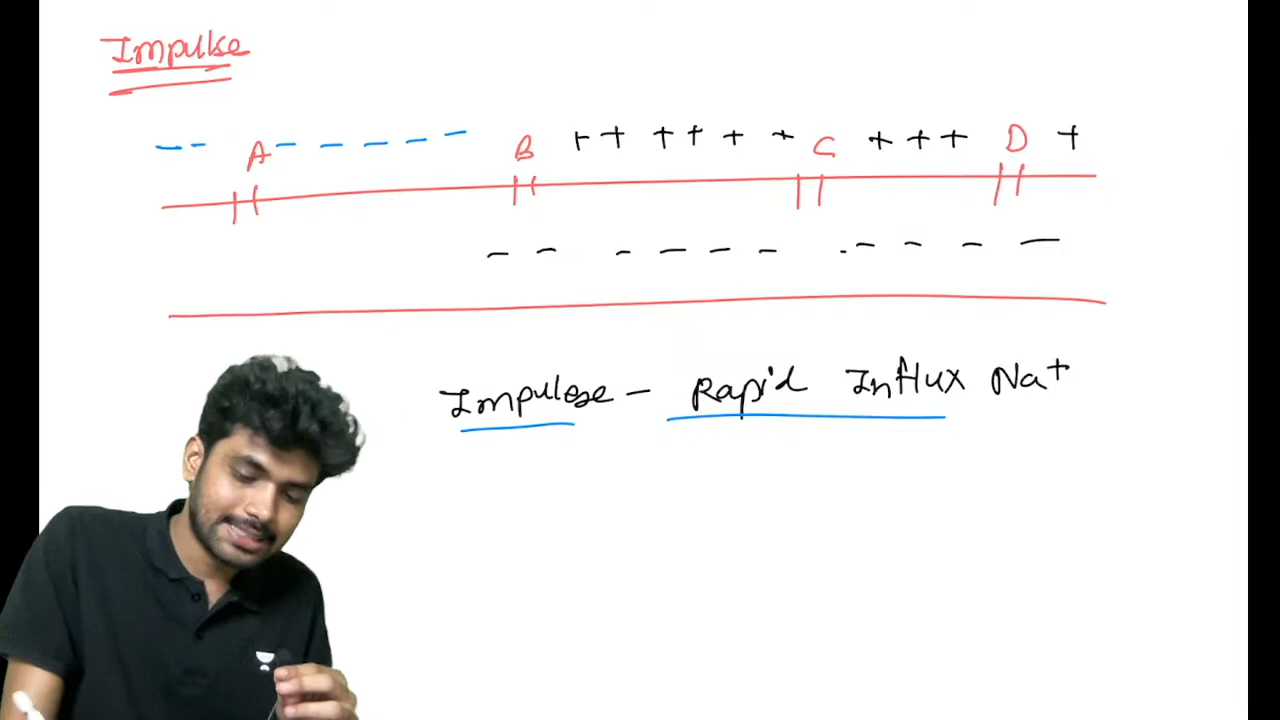 Impulse
-- A - - - - - B + + + + + + C + + + D +
- - - - - - - - - -
Impulse - Rapid Influx Na+